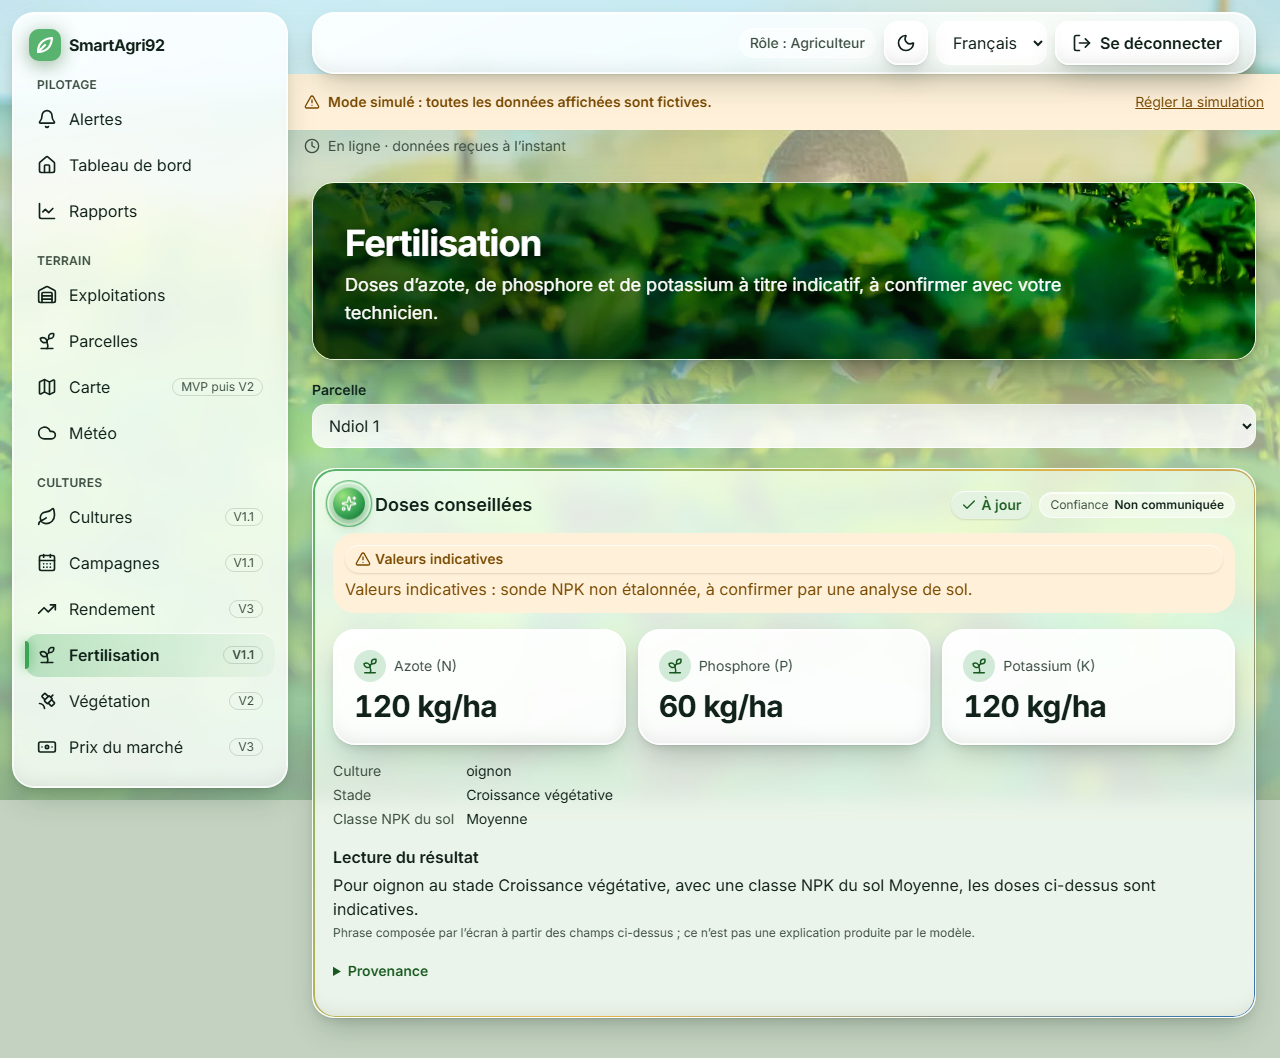 SmartAgri92
PILOTAGE
Alertes
Tableau de bord
Rapports
TERRAIN
Exploitations
Parcelles
Carte MVP puis V2
Météo
CULTURES
Cultures V1.1
Campagnes V1.1
Rendement V3
Fertilisation V1.1
Végétation V2
Prix du marché V3
Rôle : Agriculteur
Français
Se déconnecter
Mode simulé : toutes les données affichées sont fictives.
Régler la simulation
En ligne · données reçues à l’instant
Fertilisation
Doses d’azote, de phosphore et de potassium à titre indicatif, à confirmer avec votre
technicien.
Parcelle
Ndiol 1
Doses conseillées
À jour
Confiance Non communiquée
Valeurs indicatives
Valeurs indicatives : sonde NPK non étalonnée, à confirmer par une analyse de sol.
Azote (N)
120 kg/ha
Phosphore (P)
60 kg/ha
Potassium (K)
120 kg/ha
Culture oignon
Stade Croissance végétative
Classe NPK du sol Moyenne
Lecture du résultat
Pour oignon au stade Croissance végétative, avec une classe NPK du sol Moyenne, les doses ci-dessus sont
indicatives.
Phrase composée par l’écran à partir des champs ci-dessus ; ce n’est pas une explication produite par le modèle.
Provenance